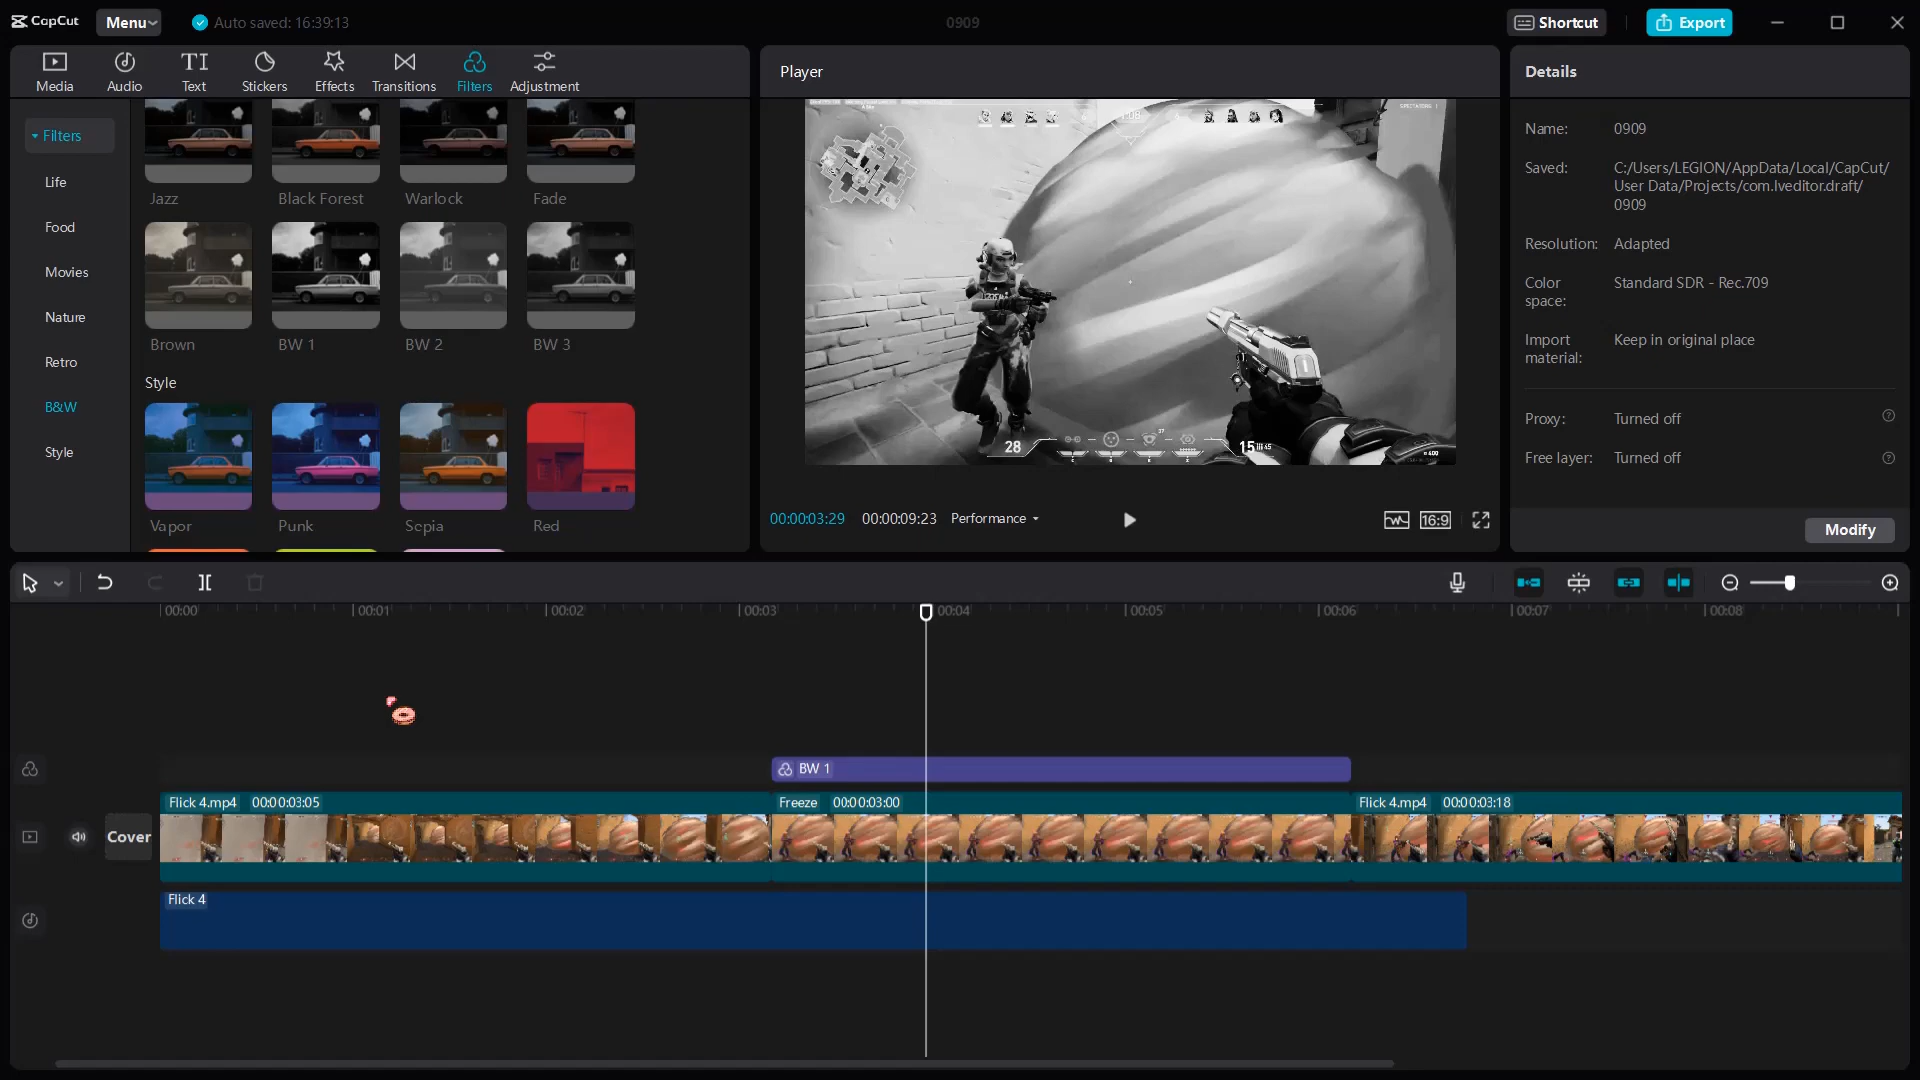 CapCut
Menu
Auto saved: 16:39:13
0909
Shortcut
Export
Media
Audio
Text
Stickers
Effects
Transitions
Filters
Adjustment
Player
Details
Filters
Life
Food
Movies
Nature
Retro
B&W
Style
Jazz
Black Forest
Warlock
Fade
Brown
BW 1
BW 2
BW 3
Style
Vapor
Punk
Sepia
Red
1:08
28
15
00:00:03:29
00:00:09:23
Performance
16:9
Name: 0909
Saved: C:/Users/LEGION/AppData/Local/CapCut/
User Data/Projects/com.lveditor.draft/
0909
Resolution: Adapted
Color
space: Standard SDR - Rec.709
Import
material: Keep in original place
Proxy: Turned off
Free layer: Turned off
Modify
00:00
00:01
00:02
00:03
00:04
00:05
00:06
00:07
00:08
BW 1
Flick 4.mp4 00:00:03:05
Freeze 00:00:03:00
Flick 4.mp4 00:00:03:18
Cover
Flick 4